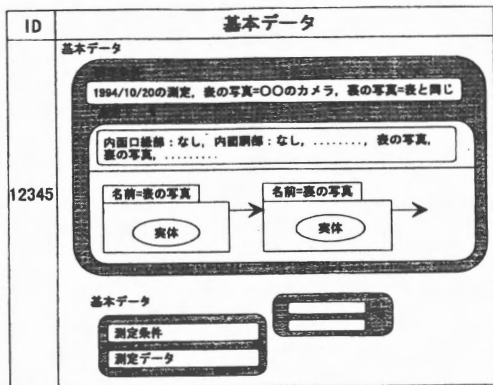 ID 基本データ
基本データ
1994/10/20の測定, 表の写真=〇〇のカメラ, 裏の写真=表と同じ
内面口縁部：なし, 内面胴部：なし, ........., 表の写真,
裏の写真, .........
12345
名前=表の写真 名前=裏の写真
実体 実体
基本データ
測定条件
測定データ